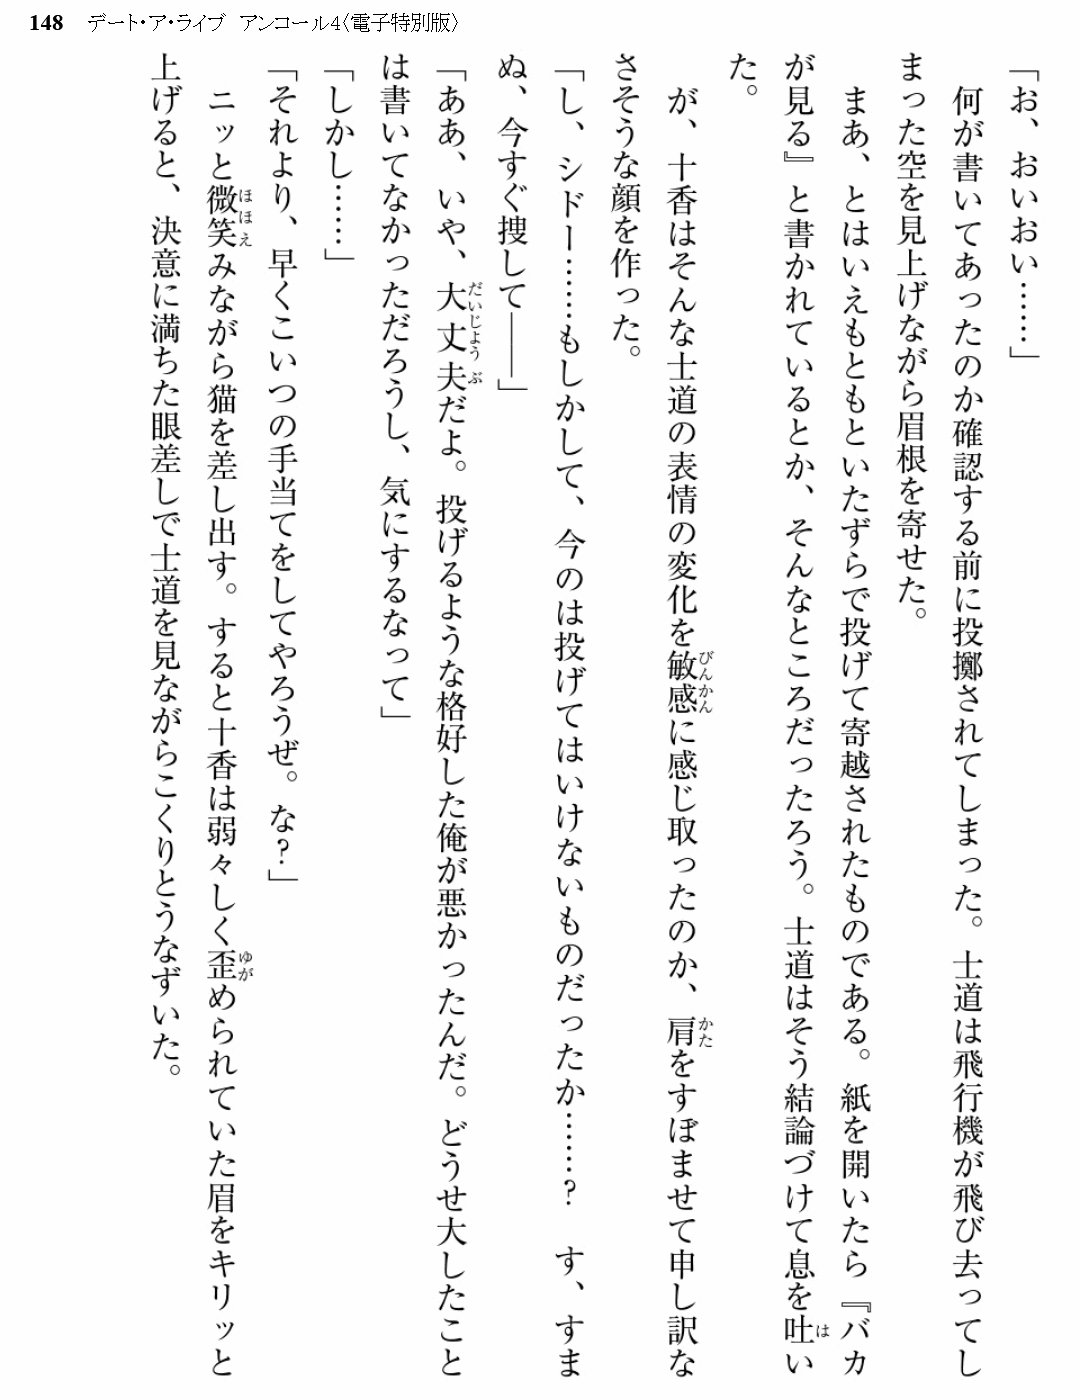 148 デート・ア・ライブ アンコール4〈電子特別版〉
「お、おいおい……」
　何が書いてあったのか確認する前に投擲されてしまった。士道は飛行機が飛び去ってし
まった空を見上げながら眉根を寄せた。
　まあ、とはいえもともといたずらで投げて寄越されたものである。紙を開いたら『バカ
が見る』と書かれているとか、そんなところだったろう。士道はそう結論づけて息を吐い
た。
　が、十香はそんな士道の表情の変化を敏感に感じ取ったのか、肩をすぼませて申し訳な
さそうな顔を作った。
「し、シドー……もしかして、今のは投げてはいけないものだったか……？　す、すま
ぬ、今すぐ捜して――」
「ああ、いや、大丈夫だよ。投げるような格好した俺が悪かったんだ。どうせ大したこと
は書いてなかっただろうし、気にするなって」
「しかし……」
「それより、早くこいつの手当てをしてやろうぜ。な？」
　ニッと微笑みながら猫を差し出す。すると十香は弱々しく歪められていた眉をキリッと
上げると、決意に満ちた眼差しで士道を見ながらこくりとうなずいた。